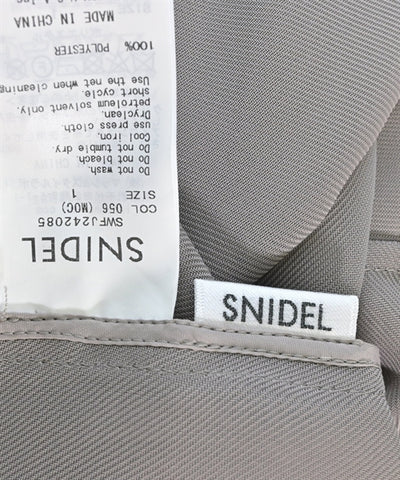 SNIDEL
SWFJ242085
COL 056 (MOC)
SIZE 1
Do not wash.
Do not bleach.
Do not tumble dry.
Cool iron.
Use press cloth.
Dryclean,
petroleum solvent only.
Use the net when cleaning
short cycle.
100% POLYESTER
MADE IN CHINA
SNIDEL